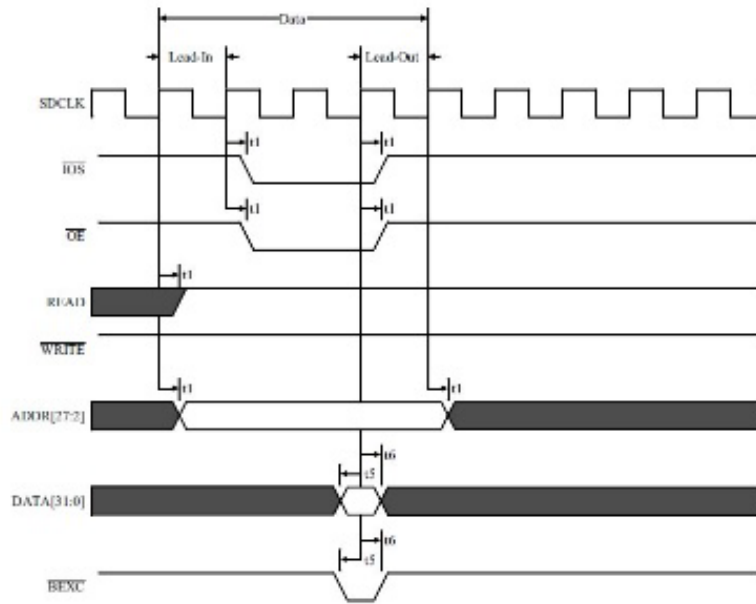 Data
Lead-In
Lead-Out
SDCLK
t1
t1
IOS
t1
t1
OE
t1
READ
WRITE
t1
t1
ADDR[27:2]
t6
t5
DATA[31:0]
t6
t5
BEXC